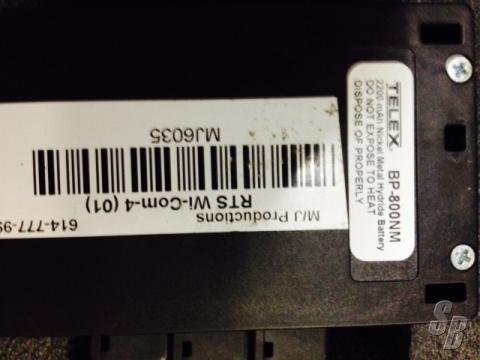 TELEX. BP-800NM
2200 mAh Nickel Metal Hydride Battery
DO NOT EXPOSE TO HEAT
DISPOSE OF PROPERLY
M/J Productions
RTS Wi-Com-4 (01)
MJ6035
SB